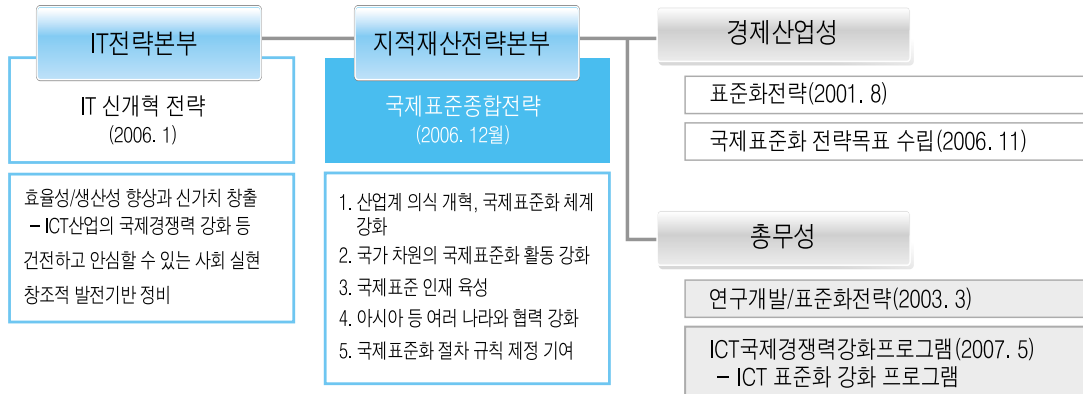 IT전략본부
IT 신개혁 전략
(2006. 1)
효율성/생산성 향상과 신가치 창출
– ICT산업의 국제경쟁력 강화 등
건전하고 안심할 수 있는 사회 실현
창조적 발전기반 정비
지적재산전략본부
국제표준종합전략
(2006. 12월)
1. 산업계 의식 개혁, 국제표준화 체계
강화
2. 국가 차원의 국제표준화 활동 강화
3. 국제표준 인재 육성
4. 아시아 등 여러 나라와 협력 강화
5. 국제표준화 절차 규칙 제정 기여
경제산업성
표준화전략(2001. 8)
국제표준화 전략목표 수립(2006. 11)
총무성
연구개발/표준화전략(2003. 3)
ICT국제경쟁력강화프로그램(2007. 5)
– ICT 표준화 강화 프로그램